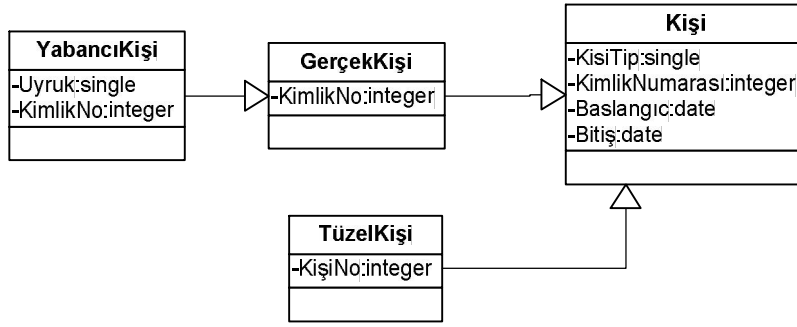 YabancıKişi
-Uyruk:single
-KimlikNo:integer
GerçekKişi
-KimlikNo:integer
Kişi
-KisiTip:single
-KimlikNumarası:integer
-Baslangıc:date
-Bitiş:date
TüzelKişi
-KişiNo:integer